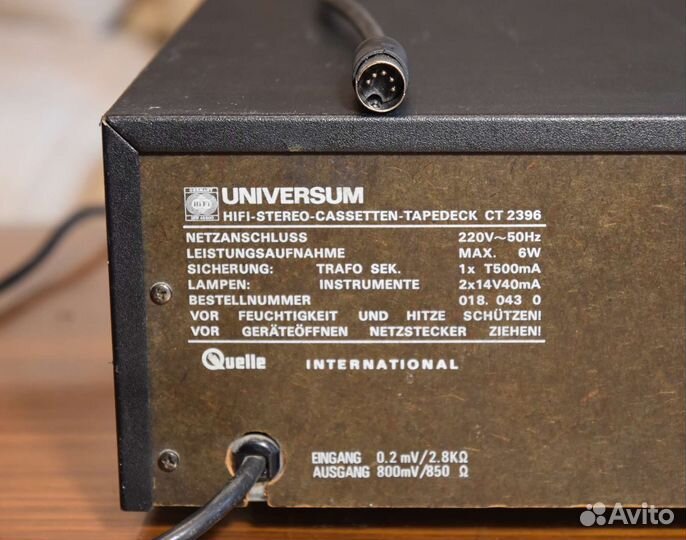 UNIVERSUM
HiFi
HIFI-STEREO-CASSETTEN-TAPEDECK CT 2396
NETZANSCHLUSS 220V~50Hz
LEISTUNGSAUFNAHME MAX. 6W
SICHERUNG: TRAFO SEK. 1x T500mA
LAMPEN: INSTRUMENTE 2x14V40mA
BESTELLNUMMER 018. 043 0
VOR FEUCHTIGKEIT UND HITZE SCHÜTZEN!
VOR GERÄTEÖFFNEN NETZSTECKER ZIEHEN!
Quelle INTERNATIONAL
EINGANG 0.2 mV/2.8KΩ
AUSGANG 800mV/850 Ω
Avito